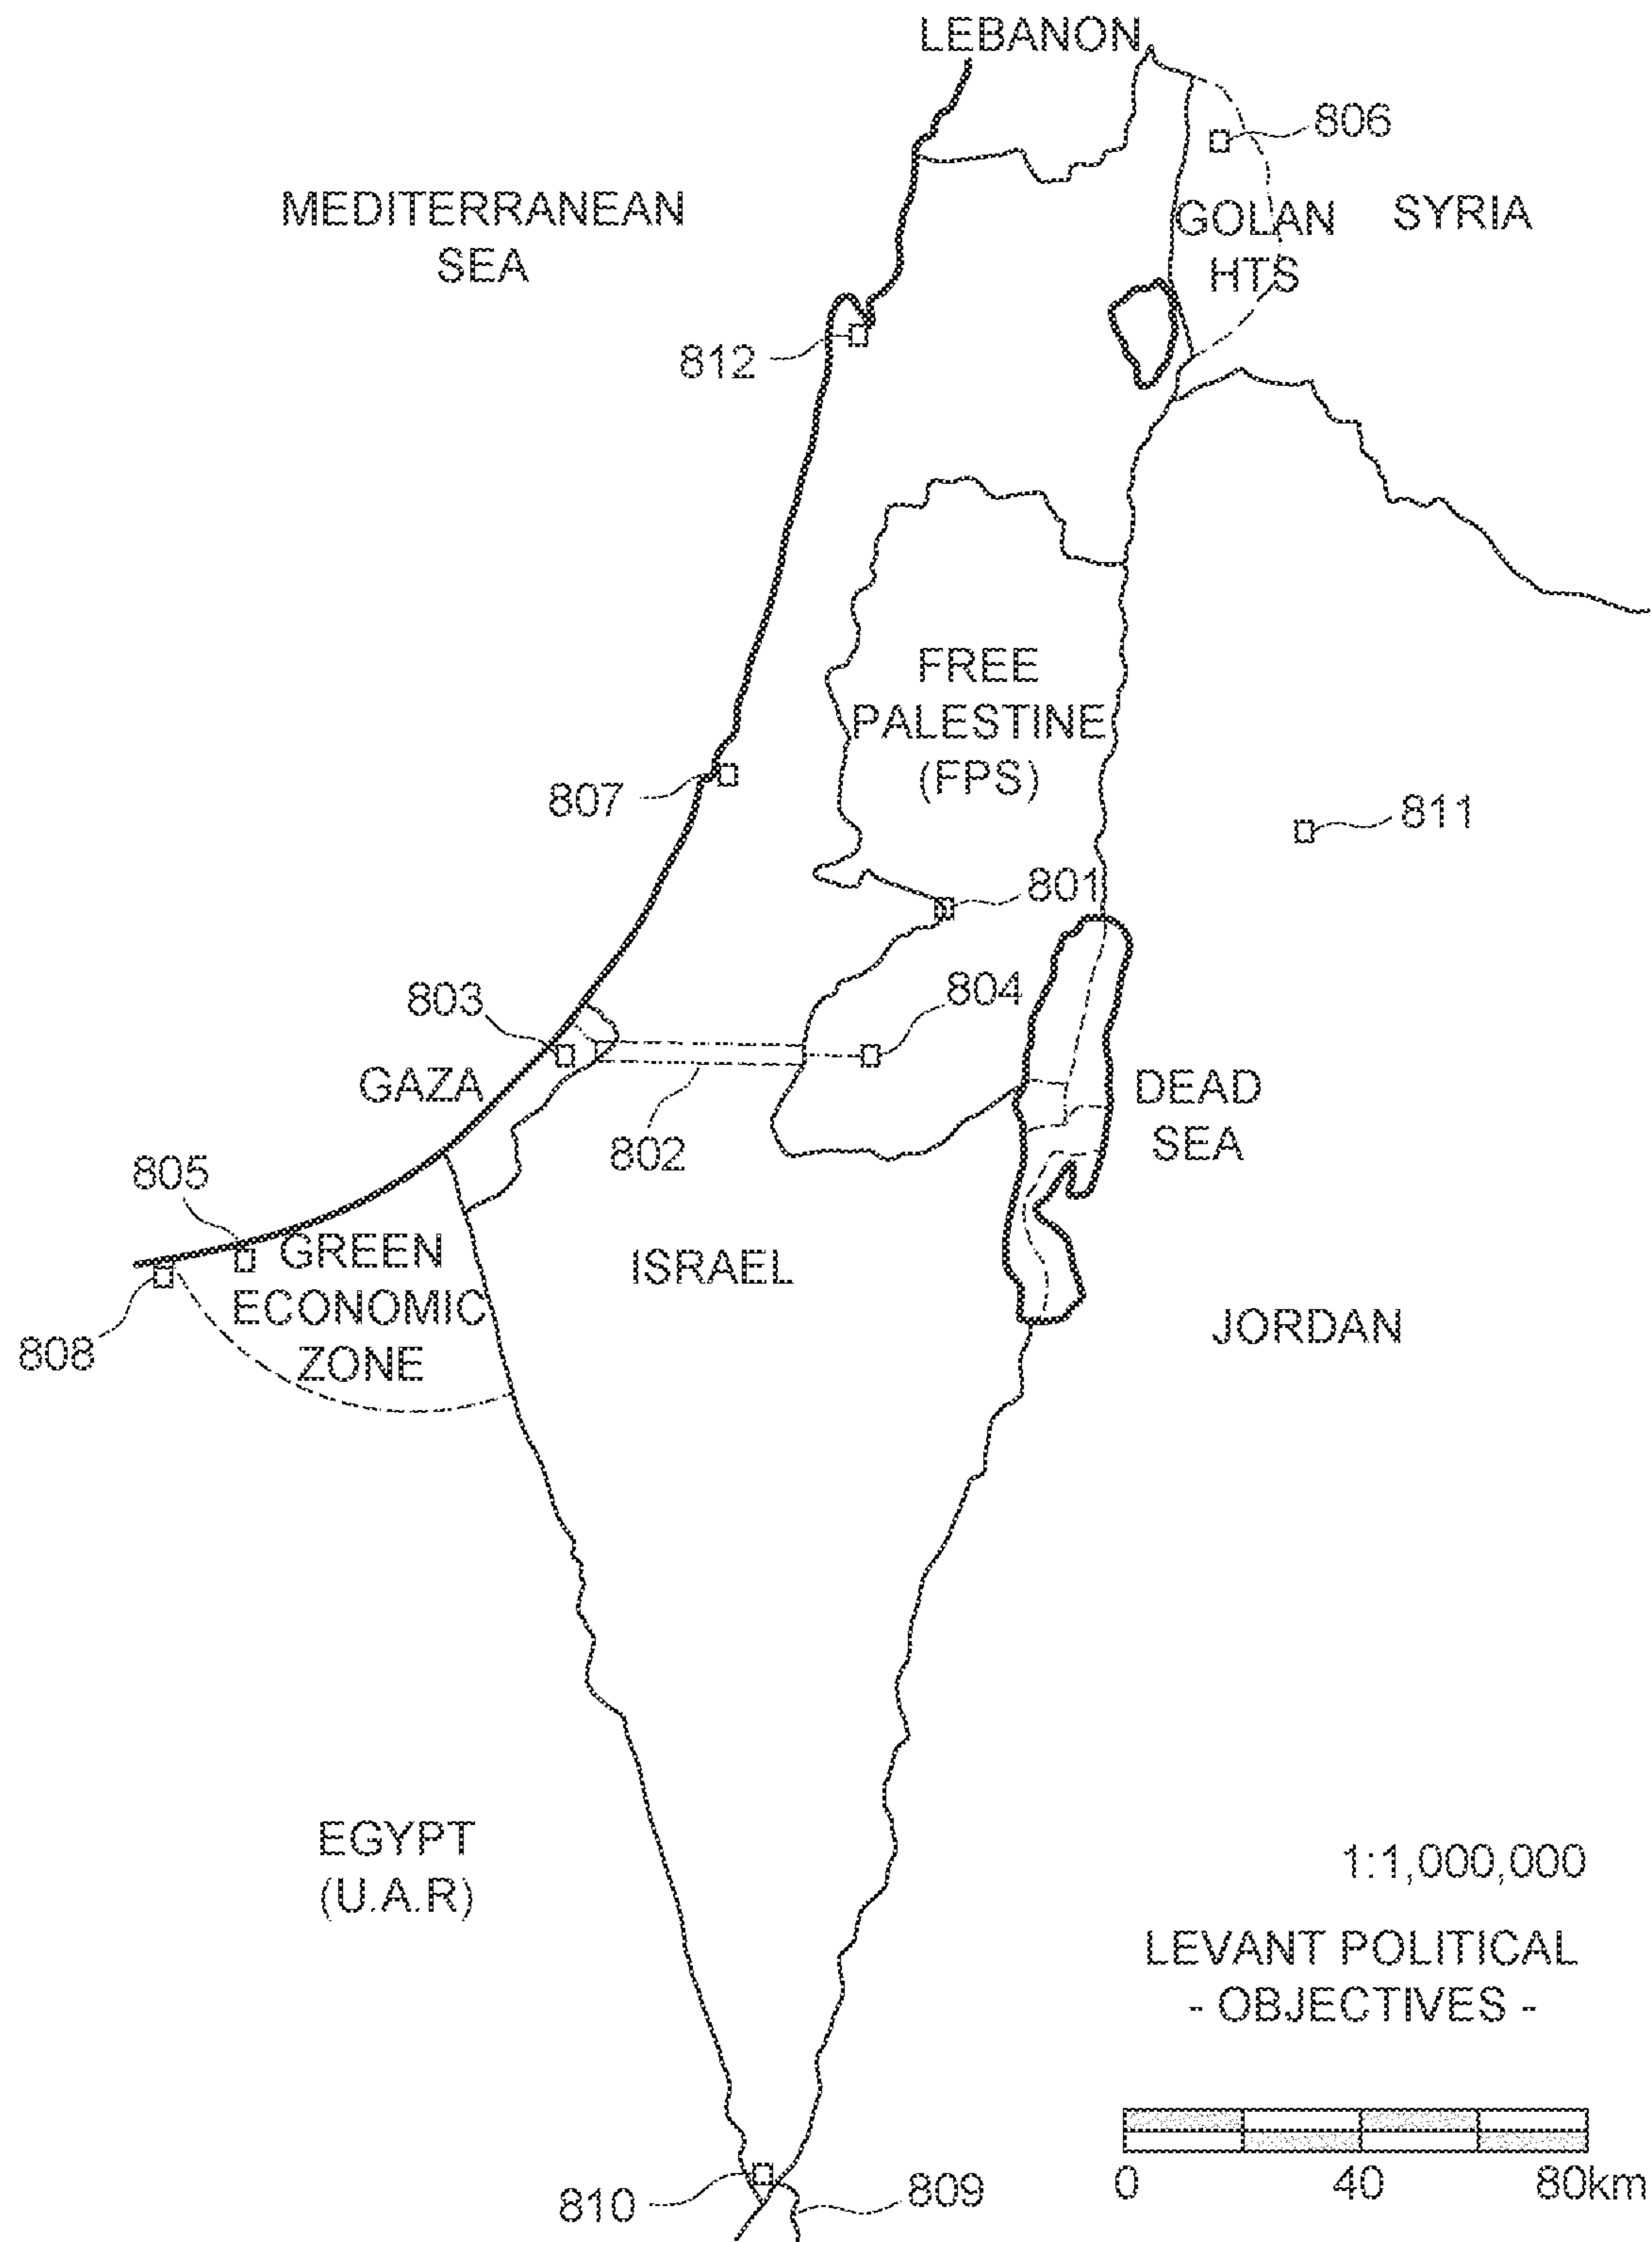 LEBANON
806
MEDITERRANEAN
SEA
GOLAN
HTS
SYRIA
812
FREE
PALESTINE
(FPS)
807
811
801
803
804
GAZA
DEAD
SEA
802
805
GREEN
ECONOMIC
ZONE
ISRAEL
808
JORDAN
EGYPT
(U.A.R)
1:1,000,000
LEVANT POLITICAL
- OBJECTIVES -
0 40 80km
810
809